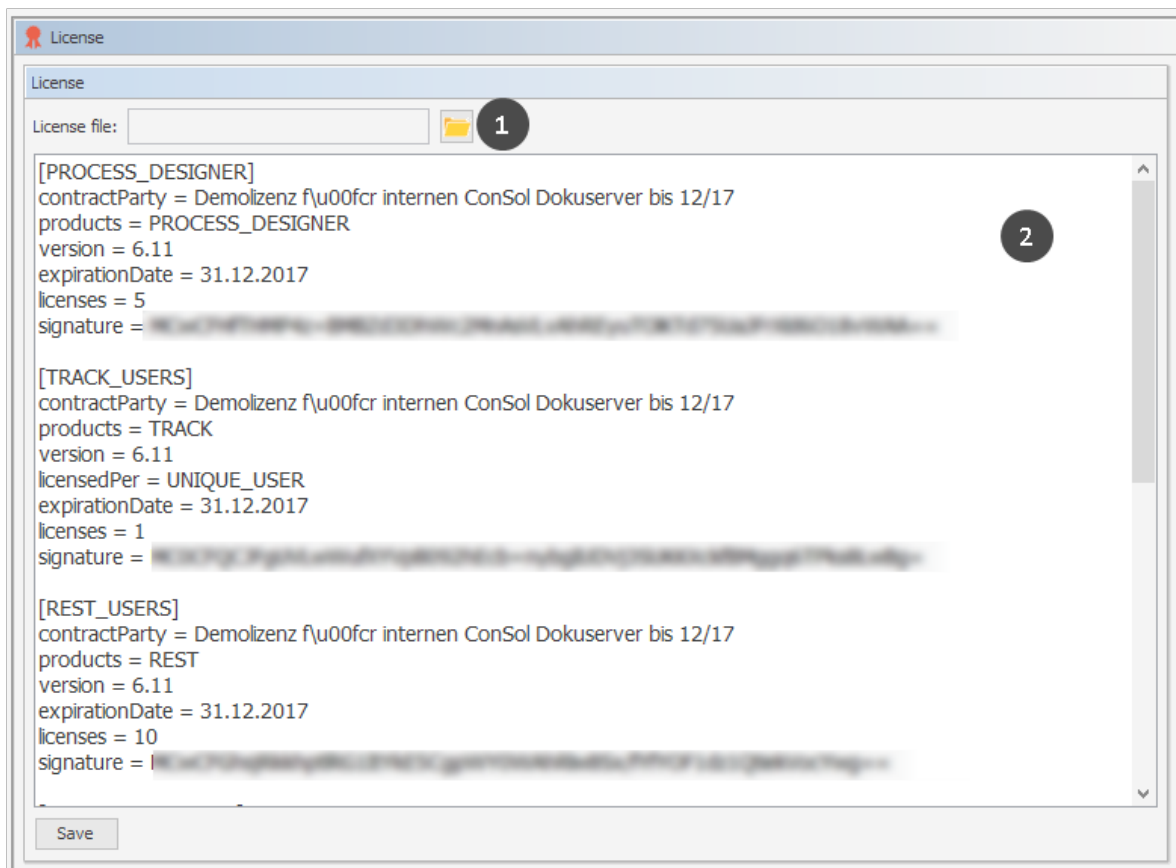 License
License
License file:
1
[PROCESS_DESIGNER]
contractParty = Demolizenz f\u00fcr internen ConSol Dokuserver bis 12/17
products = PROCESS_DESIGNER
version = 6.11
expirationDate = 31.12.2017
licenses = 5
signature =
2
[TRACK_USERS]
contractParty = Demolizenz f\u00fcr internen ConSol Dokuserver bis 12/17
products = TRACK
version = 6.11
licensedPer = UNIQUE_USER
expirationDate = 31.12.2017
licenses = 1
signature =
[REST_USERS]
contractParty = Demolizenz f\u00fcr internen ConSol Dokuserver bis 12/17
products = REST
version = 6.11
expirationDate = 31.12.2017
licenses = 10
signature =
Save